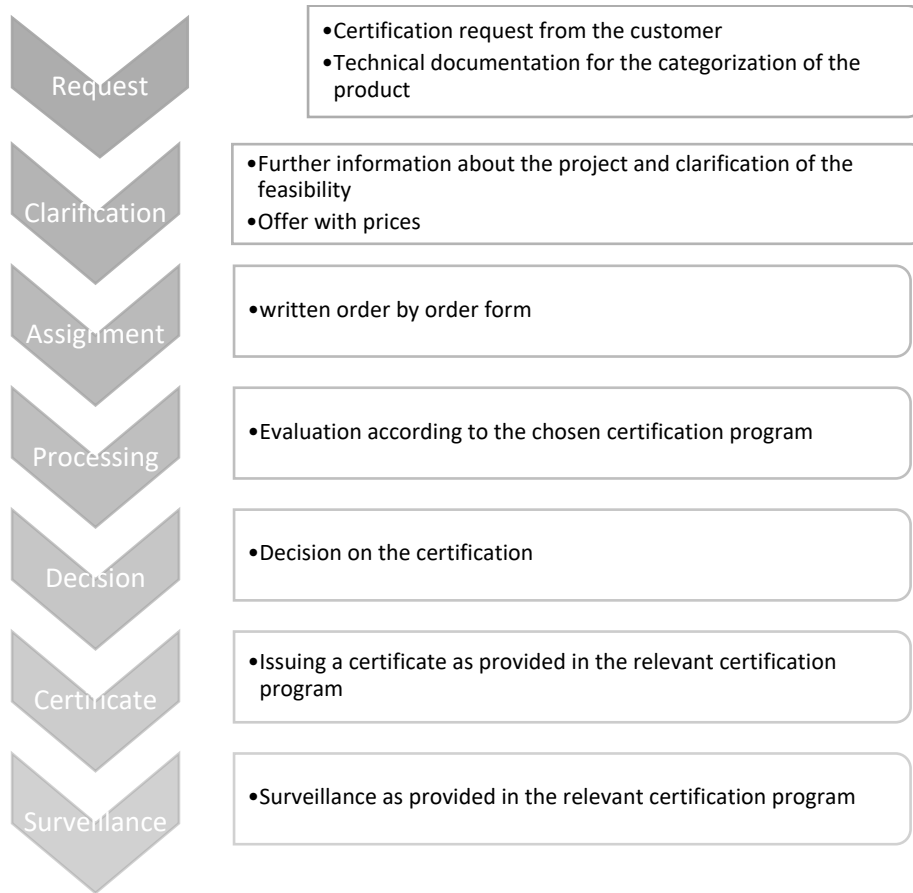 Request
•Certification request from the customer
•Technical documentation for the categorization of the
product
Clarification
•Further information about the project and clarification of the
feasibility
•Offer with prices
Assignment
•written order by order form
Processing
•Evaluation according to the chosen certification program
Decision
•Decision on the certification
Certificate
•Issuing a certificate as provided in the relevant certification
program
Surveillance
•Surveillance as provided in the relevant certification program